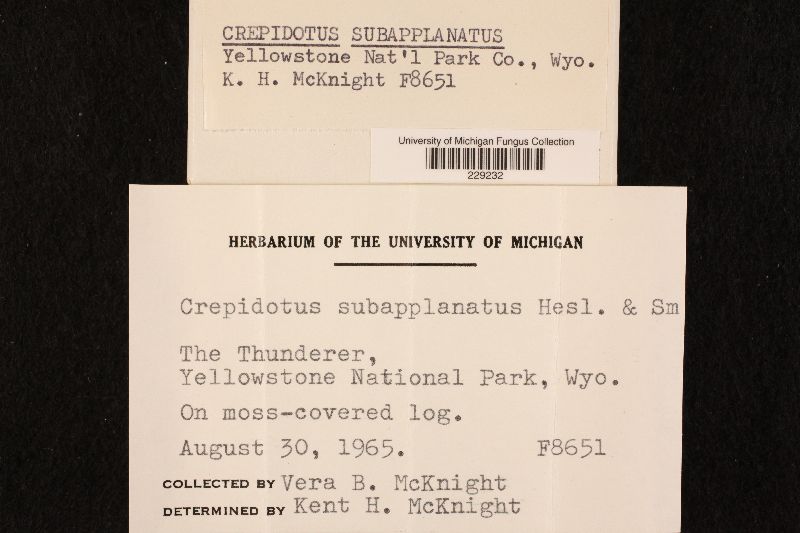 CREPIDOTUS SUBAPPLANATUS
Yellowstone Nat'l Park Co., Wyo.
K. H. McKnight F8651
University of Michigan Fungus Collection
229232
HERBARIUM OF THE UNIVERSITY OF MICHIGAN
Crepidotus subapplanatus Hesl. & Sm
The Thunderer,
Yellowstone National Park, Wyo.
On moss-covered log.
August 30, 1965. F8651
COLLECTED BY Vera B. McKnight
DETERMINED BY Kent H. McKnight